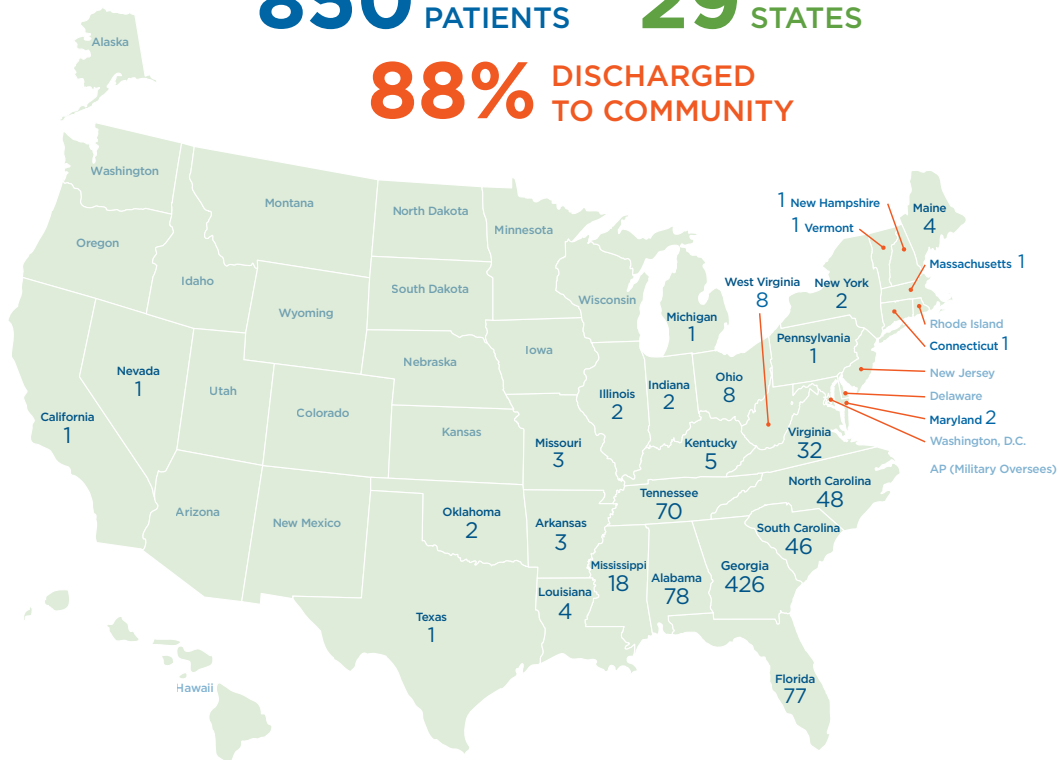 850 PATIENTS
29 STATES
88% DISCHARGED
TO COMMUNITY
Alaska
Washington
Montana
North Dakota
Minnesota
Oregon
Idaho
Wyoming
South Dakota
Wisconsin
Michigan
1
1 New Hampshire
1 Vermont
Maine
4
Massachusetts 1
West Virginia
8
New York
2
Rhode Island
Connecticut 1
Pennsylvania
1
New Jersey
Delaware
Maryland 2
Washington, D.C.
AP (Military Oversees)
Nevada
1
Utah
Colorado
Nebraska
Iowa
Kansas
California
1
Illinois
2
Indiana
2
Ohio
8
Missouri
3
Kentucky
5
Virginia
32
North Carolina
48
Tennessee
70
South Carolina
46
Arizona
New Mexico
Oklahoma
2
Arkansas
3
Mississippi
18
Alabama
78
Georgia
426
Louisiana
4
Texas
1
Florida
77
Hawaii